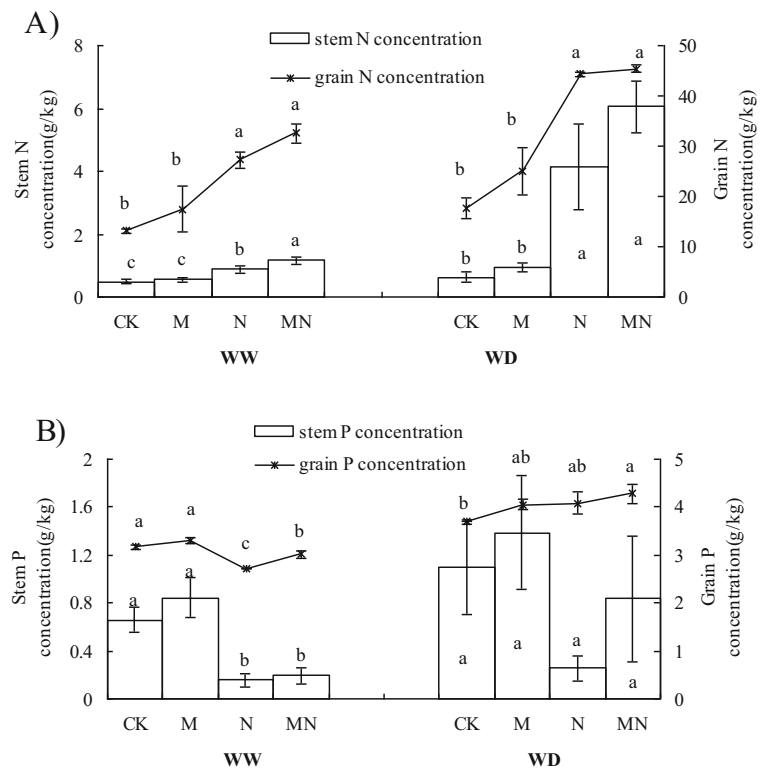 A)
stem N concentration
grain N concentration
Stem N
concentration(g/kg)
8
6
4
2
0
b
b
a
a
c
c
b
a
b
b
a
a
b
b
a
a
50
40
30
20
10
0
Grain N
concentration(g/kg)
CK M N MN CK M N MN
WW WD
B)
stem P concentration
grain P concentration
Stem P
concentration(g/kg)
2
1.6
1.2
0.8
0.4
0
a
a
c
b
a
a
b
b
b
ab
ab
a
a
a
a
a
5
4
3
2
1
0
Grain P
concentration(g/kg)
CK M N MN CK M N MN
WW WD